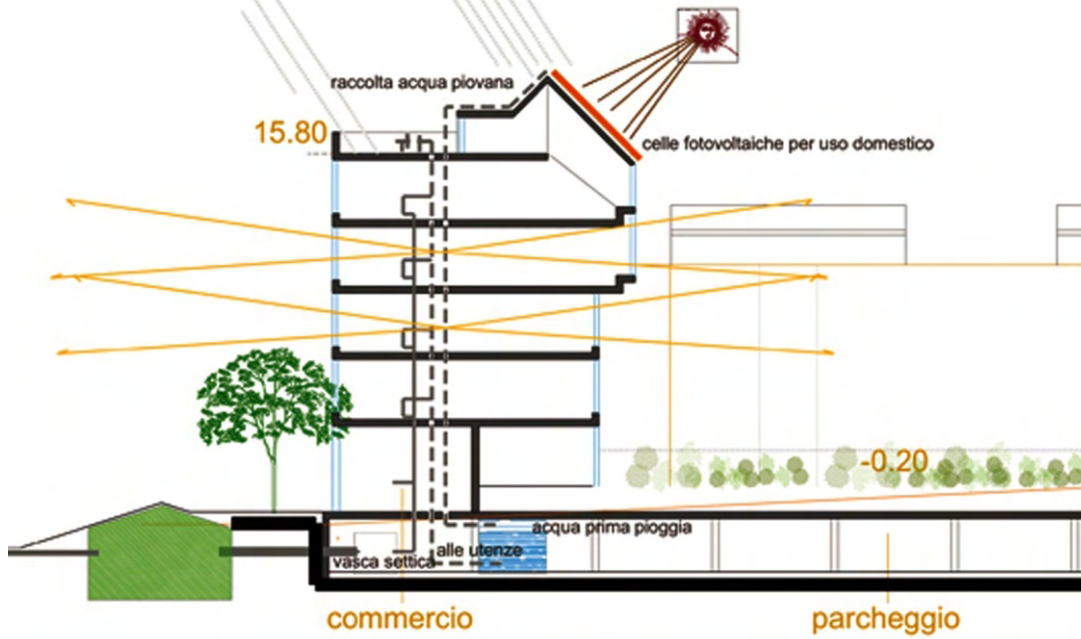 raccolta acqua piovana
15.80
celle fotovoltaiche per uso domestico
-0.20
acqua prima pioggia
alle utenze
vasca settica
commercio
parcheggio